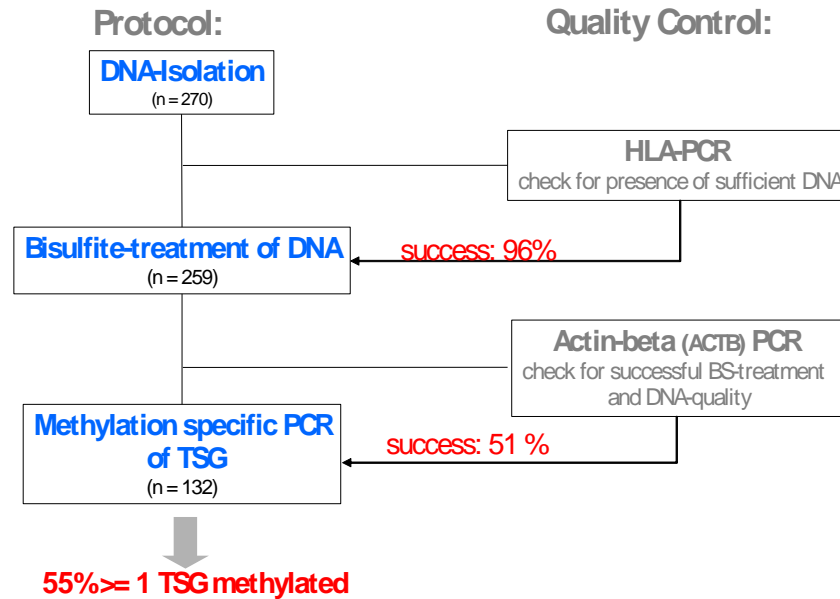 Protocol:
Quality Control:
DNA-Isolation
(n = 270)
HLA-PCR
check for presence of sufficient DNA
Bisulfite-treatment of DNA
(n = 259)
success: 96%
Actin-beta (ACTB) PCR
check for successful BS-treatment
and DNA-quality
Methylation specific PCR
of TSG
(n = 132)
success: 51 %
55%>= 1 TSG methylated